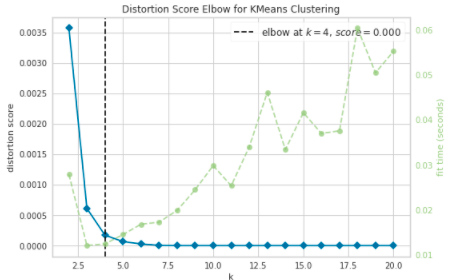 Distortion Score Elbow for KMeans Clustering
elbow at k = 4, score = 0.000
distortion score
0.0035
0.0030
0.0025
0.0020
0.0015
0.0010
0.0005
0.0000
0.06
0.05
0.04
0.03
0.02
0.01
fit time (seconds)
2.5 5.0 7.5 10.0 12.5 15.0 17.5 20.0
k